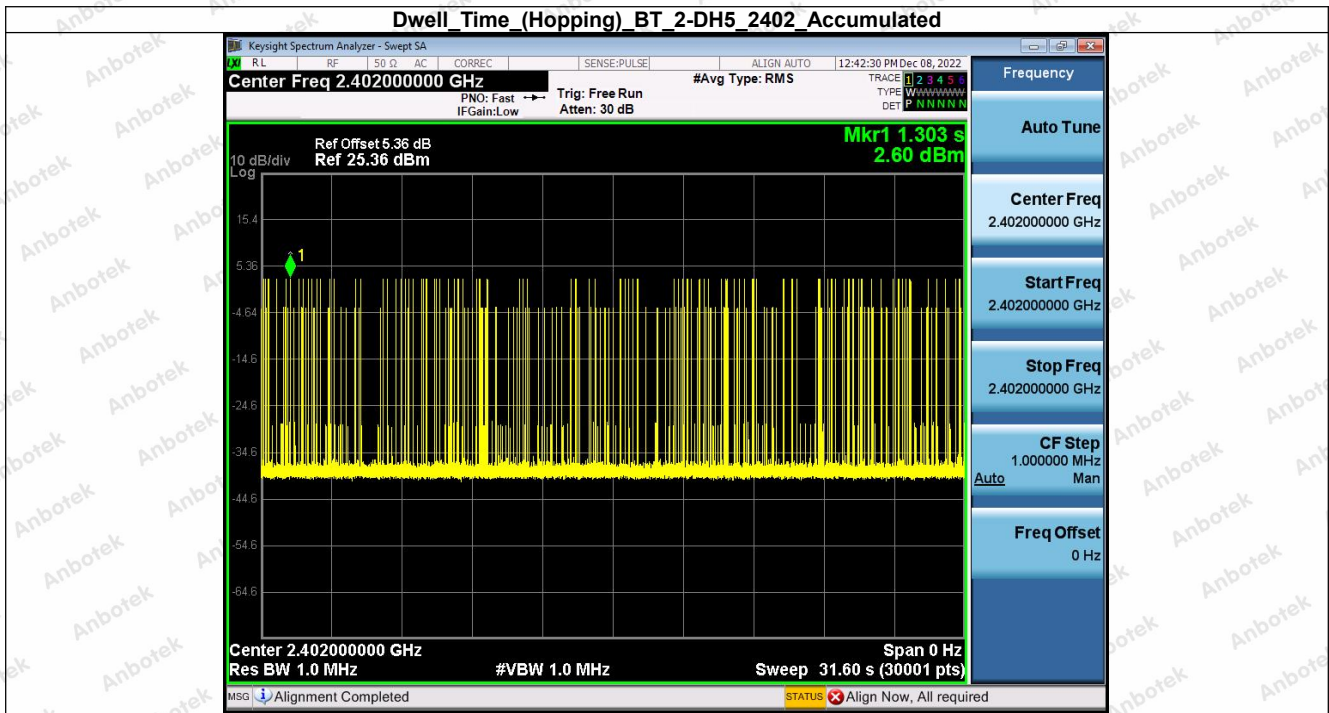 Dwell_Time_(Hopping)_BT_2-DH5_2402_Accumulated
Keysight Spectrum Analyzer - Swept SA
LXI RL RF 50 Ω AC CORREC SENSE:PULSE ALIGN AUTO 12:42:30 PM Dec 08, 2022
Center Freq 2.402000000 GHz
PNO: Fast
IFGain:Low
Trig: Free Run
Atten: 30 dB
#Avg Type: RMS
TRACE 1 2 3 4 5 6
TYPE WWWWWW
DET P N N N N N
Mkr1 1.303 s
2.60 dBm
Ref Offset 5.36 dB
10 dB/div Ref 25.36 dBm
Log
15.4
1
5.36
-4.64
-14.6
-24.6
-34.6
-44.6
-54.6
-64.6
Center 2.402000000 GHz Span 0 Hz
Res BW 1.0 MHz #VBW 1.0 MHz Sweep 31.60 s (30001 pts)
MSG Alignment Completed STATUS Align Now, All required
Frequency
Auto Tune
Center Freq
2.402000000 GHz
Start Freq
2.402000000 GHz
Stop Freq
2.402000000 GHz
CF Step
1.000000 MHz
Auto Man
Freq Offset
0 Hz
Anbotek